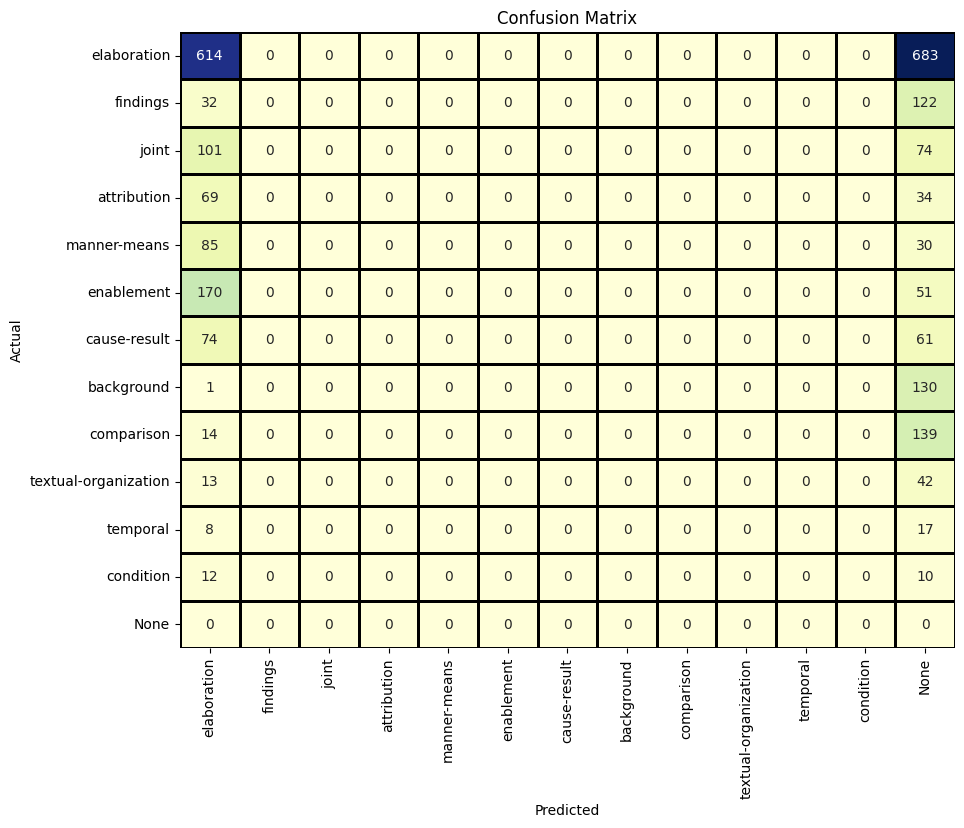 Confusion Matrix
Actual
elaboration 614 0 0 0 0 0 0 0 0 0 0 0 683
findings 32 0 0 0 0 0 0 0 0 0 0 0 122
joint 101 0 0 0 0 0 0 0 0 0 0 0 74
attribution 69 0 0 0 0 0 0 0 0 0 0 0 34
manner-means 85 0 0 0 0 0 0 0 0 0 0 0 30
enablement 170 0 0 0 0 0 0 0 0 0 0 0 51
cause-result 74 0 0 0 0 0 0 0 0 0 0 0 61
background 1 0 0 0 0 0 0 0 0 0 0 0 130
comparison 14 0 0 0 0 0 0 0 0 0 0 0 139
textual-organization 13 0 0 0 0 0 0 0 0 0 0 0 42
temporal 8 0 0 0 0 0 0 0 0 0 0 0 17
condition 12 0 0 0 0 0 0 0 0 0 0 0 10
None 0 0 0 0 0 0 0 0 0 0 0 0 0
elaboration findings joint attribution manner-means enablement cause-result background comparison textual-organization temporal condition None
Predicted